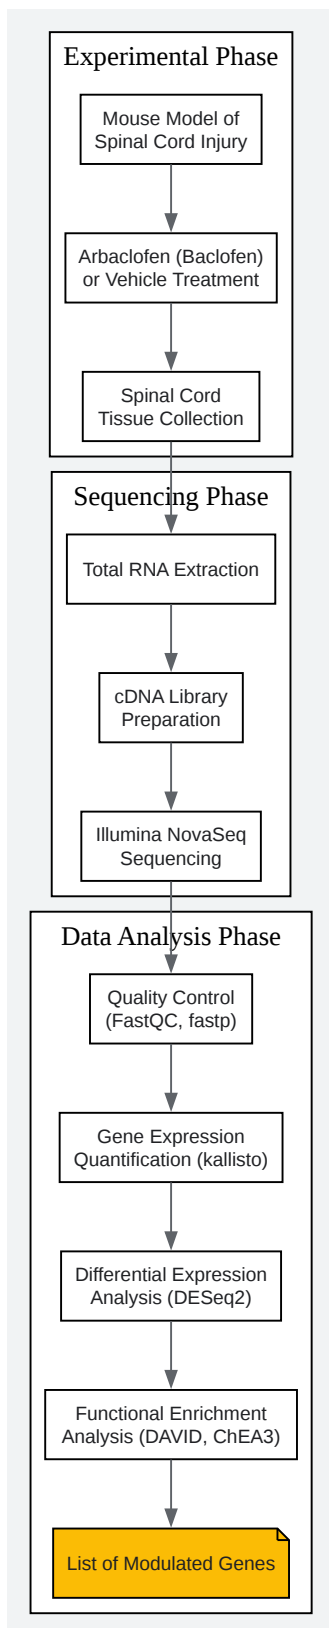 Experimental Phase
Mouse Model of
Spinal Cord Injury
Arbaclofen (Baclofen)
or Vehicle Treatment
Spinal Cord
Tissue Collection
Sequencing Phase
Total RNA Extraction
cDNA Library
Preparation
Illumina NovaSeq
Sequencing
Data Analysis Phase
Quality Control
(FastQC, fastp)
Gene Expression
Quantification (kallisto)
Differential Expression
Analysis (DESeq2)
Functional Enrichment
Analysis (DAVID, ChEA3)
List of Modulated Genes